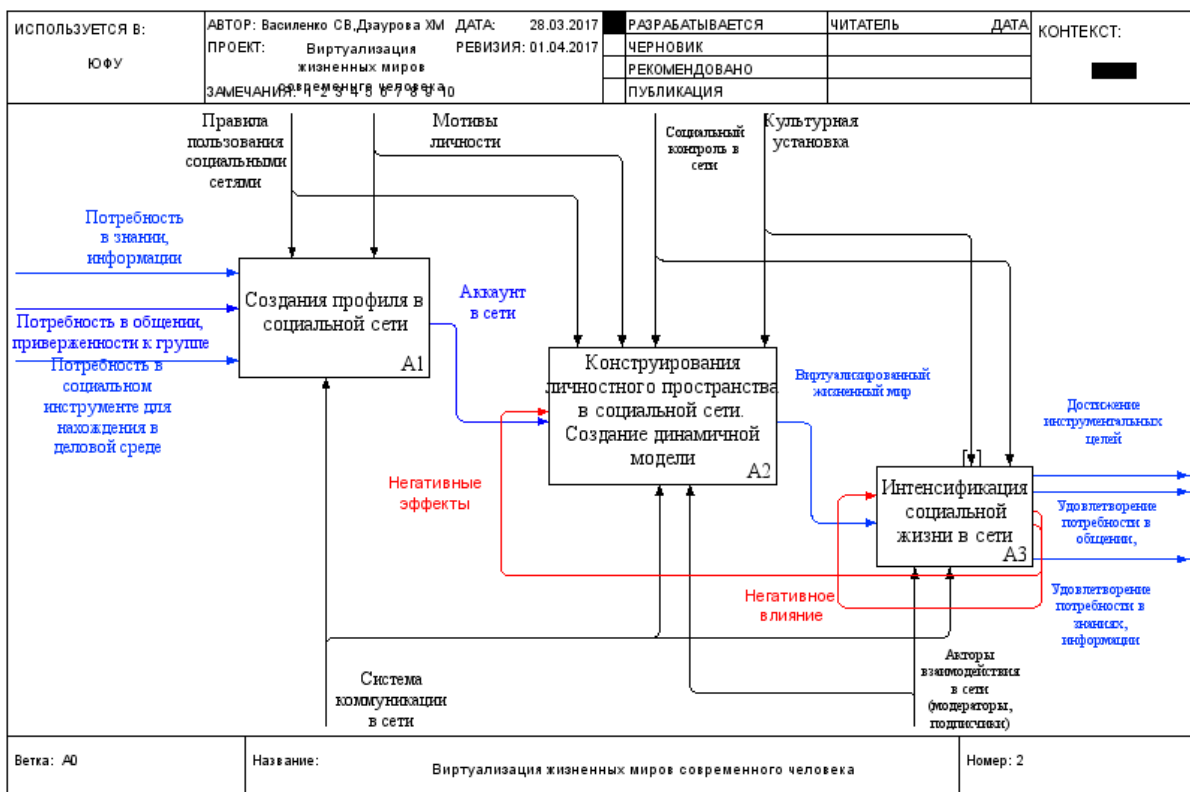 ИСПОЛЬЗУЕТСЯ В:
ЮФУ
АВТОР: Василенко СВ,Дзаурова ХМ
ДАТА: 28.03.2017
ПРОЕКТ: Виртуализация
жизненных миров
современнге человека
РЕВИЗИЯ: 01.04.2017
ЗАМЕЧАНИЯ: 1 2 3 4 5 6 7 8 9 10
РАЗРАБАТЫВАЕТСЯ
ЧЕРНОВИК
РЕКОМЕНДОВАНО
ПУБЛИКАЦИЯ
ЧИТАТЕЛЬ
ДАТА
КОНТЕКСТ:
Правила
пользования
социальными
сетями
Мотивы
личности
Социальный
контроль в
сети
Культурная
установка
Потребность
в знании,
информации
Потребность в общении,
приверженности к группе
Потребность в
социальном
инструменте для
нахождения в
деловой среде
Создания профиля в
социальной сети
A1
Аккаунт
в сети
Конструирования
личностного пространства
в социальной сети.
Создание динамичной
модели
A2
Виртуализированный
жизненный мир
Негативные
эффекты
Интенсификация
социальной
жизни в сети
A3
Достижение
инструментальных
целей
Удовлетворение
потребности в
общении,
Удовлетворение
потребности в
знаниях,
информации
Негативное
влияние
Система
коммуникации
в сети
Акторы
взаимодействия
в сети
(модераторы,
подписчики)
Ветка: A0
Название:
Виртуализация жизненных миров современного человека
Номер: 2